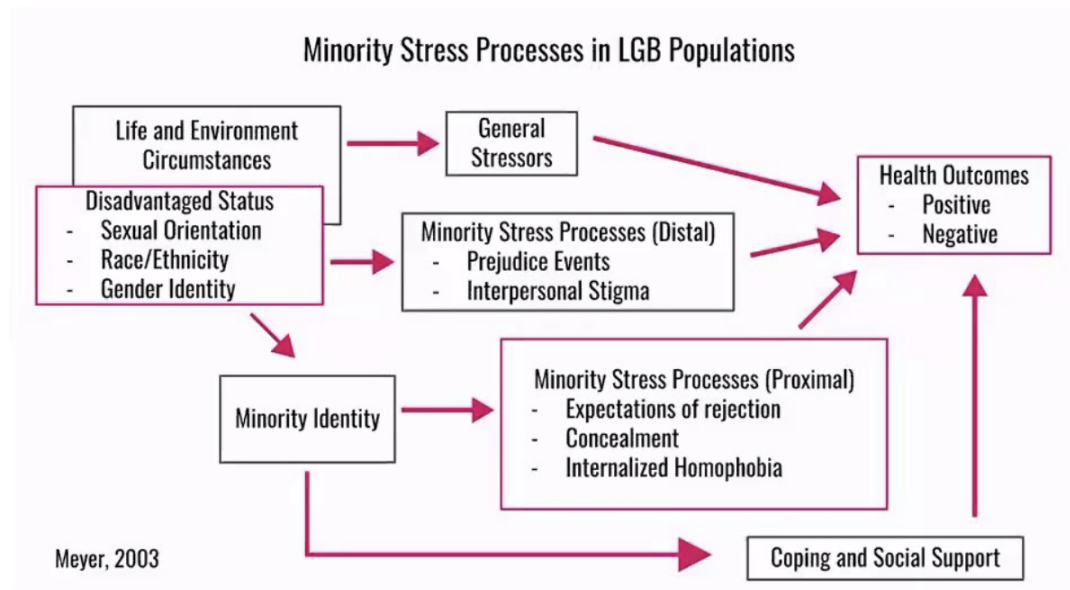 Minority Stress Processes in LGB Populations
Life and Environment
Circumstances
General
Stressors
Disadvantaged Status
- Sexual Orientation
- Race/Ethnicity
- Gender Identity
Minority Stress Processes (Distal)
- Prejudice Events
- Interpersonal Stigma
Health Outcomes
- Positive
- Negative
Minority Identity
Minority Stress Processes (Proximal)
- Expectations of rejection
- Concealment
- Internalized Homophobia
Coping and Social Support
Meyer, 2003